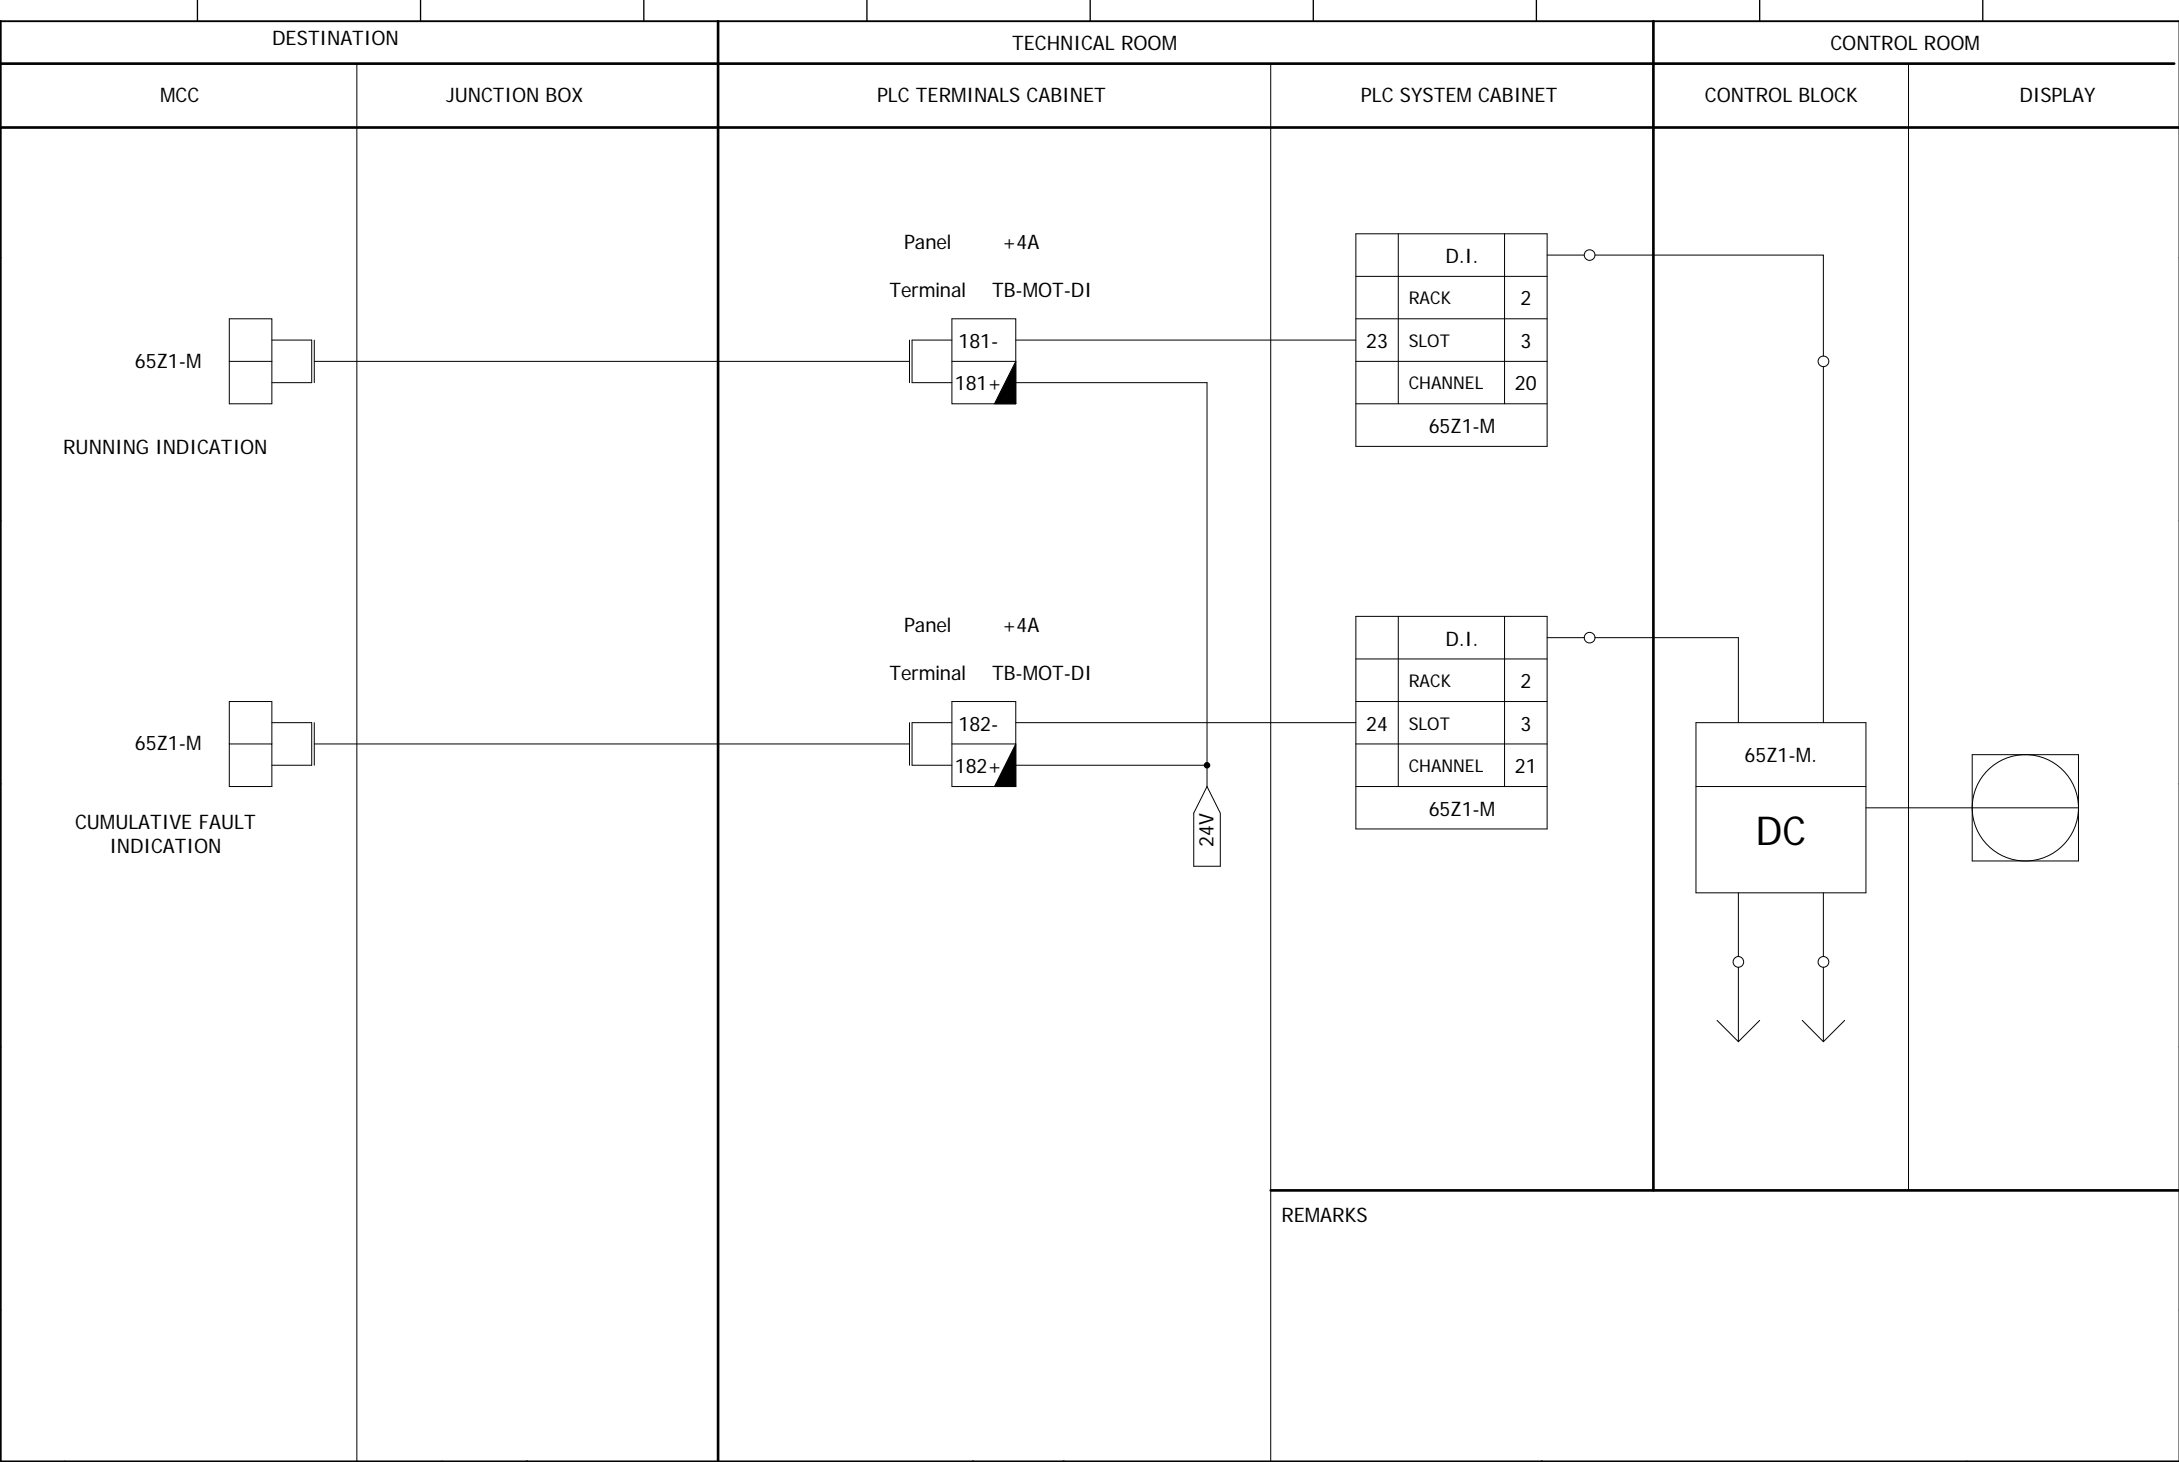 DESTINATION
TECHNICAL ROOM
CONTROL ROOM
MCC
JUNCTION BOX
PLC TERMINALS CABINET
PLC SYSTEM CABINET
CONTROL BLOCK
DISPLAY
Panel +4A
Terminal TB-MOT-DI
65Z1-M
RUNNING INDICATION
181-
181+
D.I.
RACK 2
23 SLOT 3
CHANNEL 20
65Z1-M
Panel +4A
Terminal TB-MOT-DI
65Z1-M
CUMULATIVE FAULT
INDICATION
182-
182+
24V
D.I.
RACK 2
24 SLOT 3
CHANNEL 21
65Z1-M
65Z1-M.
DC
REMARKS